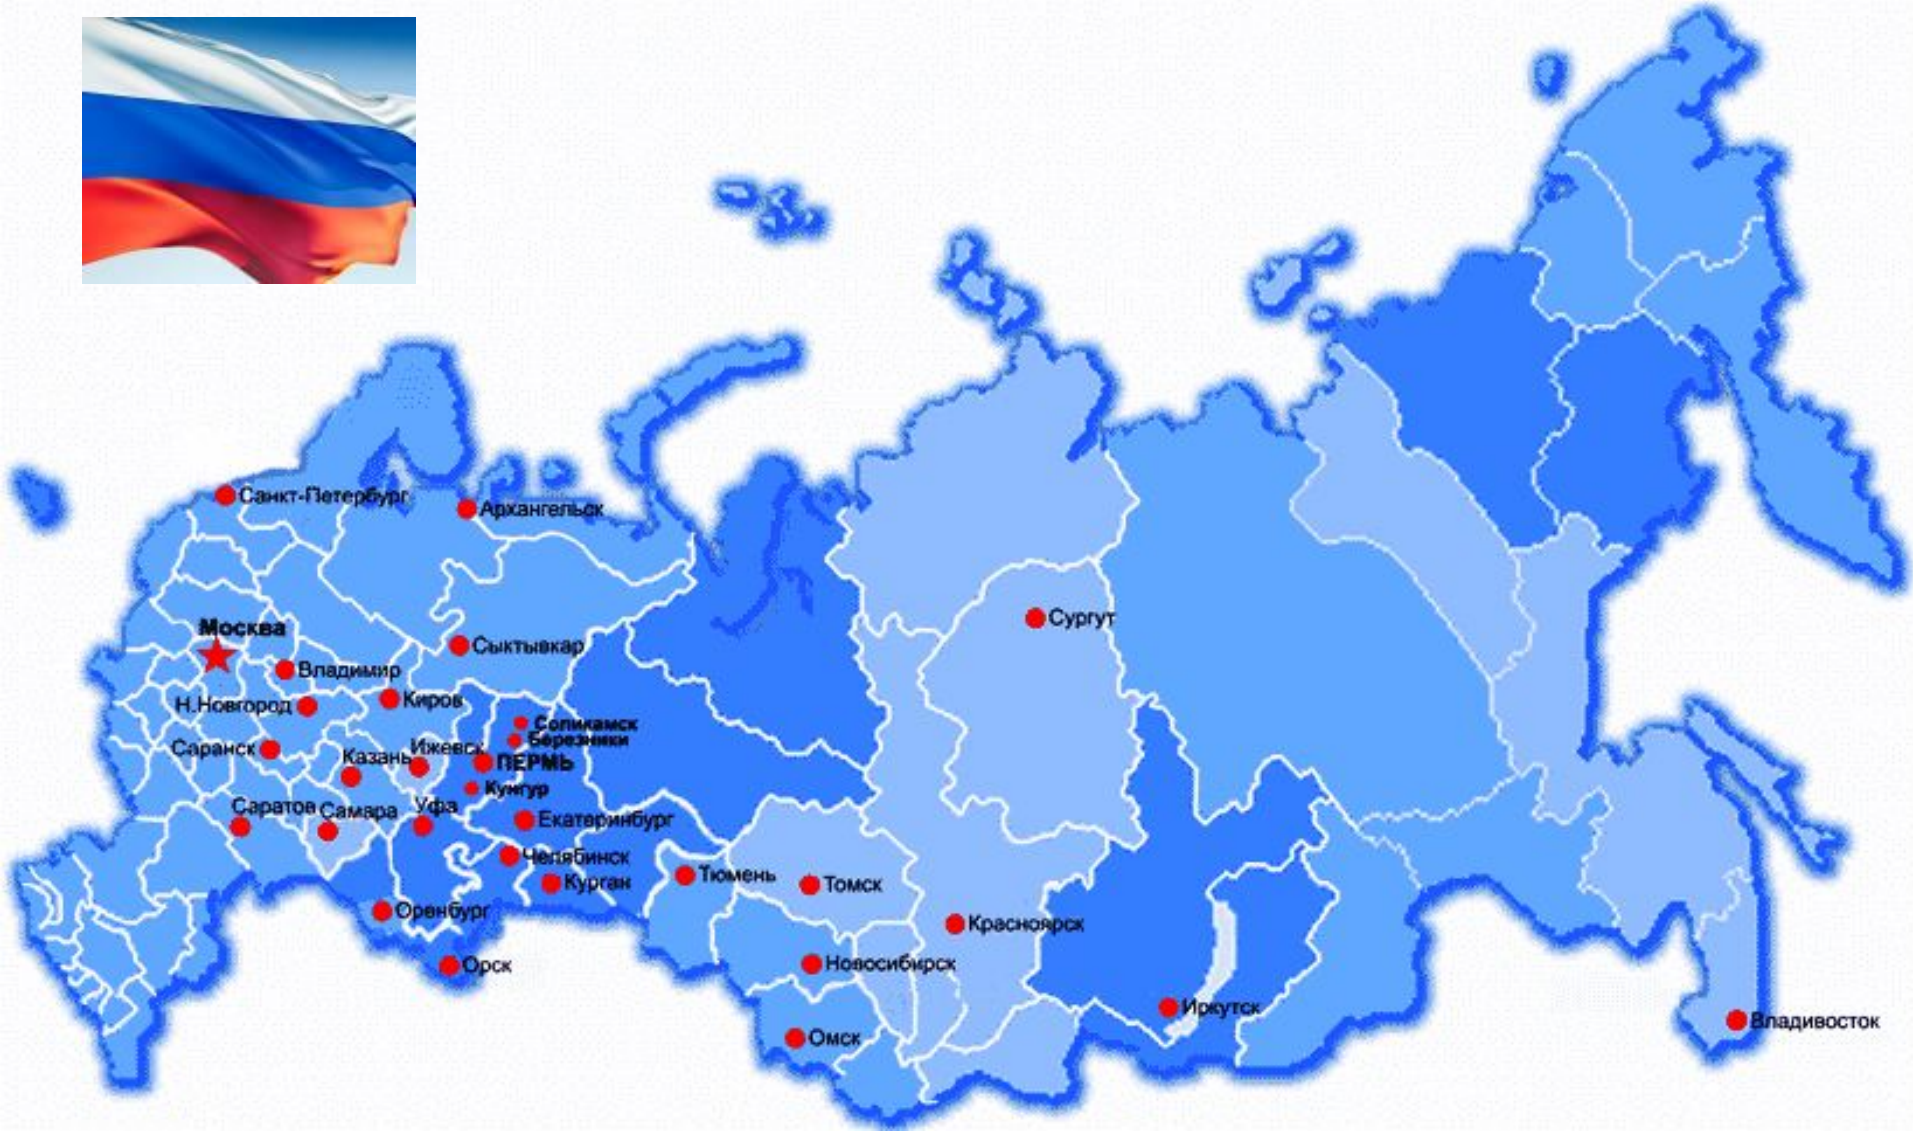 Санкт-Петербург
Архангельск
Сургут
Москва
Сыктывкар
Владимир
Киров
Н.Новгород
Соликамск
Березники
Саранск
Ижевск
Казань
ПЕРМЬ
Кунгур
Саратов
Самара
Уфа
Екатеринбург
Челябинск
Тюмень
Курган
Томск
Оренбург
Красноярск
Орск
Новосибирск
Иркутск
Владивосток
Омск